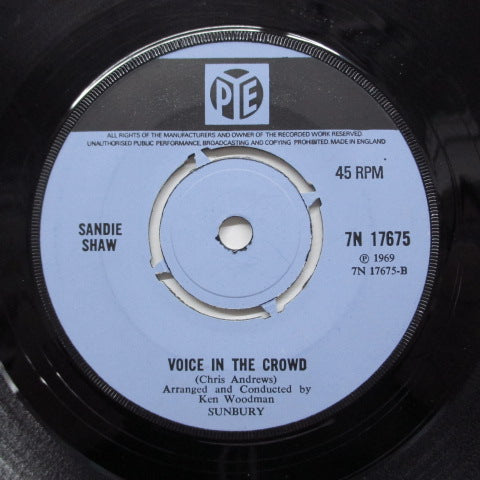 PYE
ALL RIGHTS OF THE MANUFACTURERS AND OWNER OF THE RECORDED WORK RESERVED
UNAUTHORISED PUBLIC PERFORMANCE, BROADCASTING AND COPYING PROHIBITED. MADE IN ENGLAND
45 RPM
SANDIE
SHAW
7N 17675
℗ 1969
7N 17675-B
VOICE IN THE CROWD
(Chris Andrews)
Arranged and Conducted by
Ken Woodman
SUNBURY